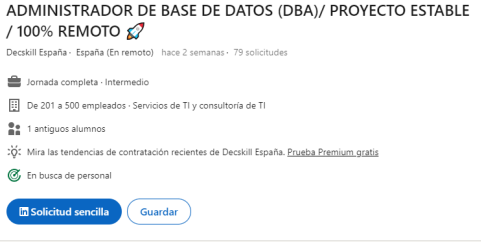 ADMINISTRADOR DE BASE DE DATOS (DBA)/ PROYECTO ESTABLE
/ 100% REMOTO 🚀
Decskill España · España (En remoto) hace 2 semanas · 79 solicitudes
Jornada completa · Intermedio
De 201 a 500 empleados · Servicios de TI y consultoría de TI
1 antiguos alumnos
Mira las tendencias de contratación recientes de Decskill España. Prueba Premium gratis
En busca de personal
in Solicitud sencilla Guardar